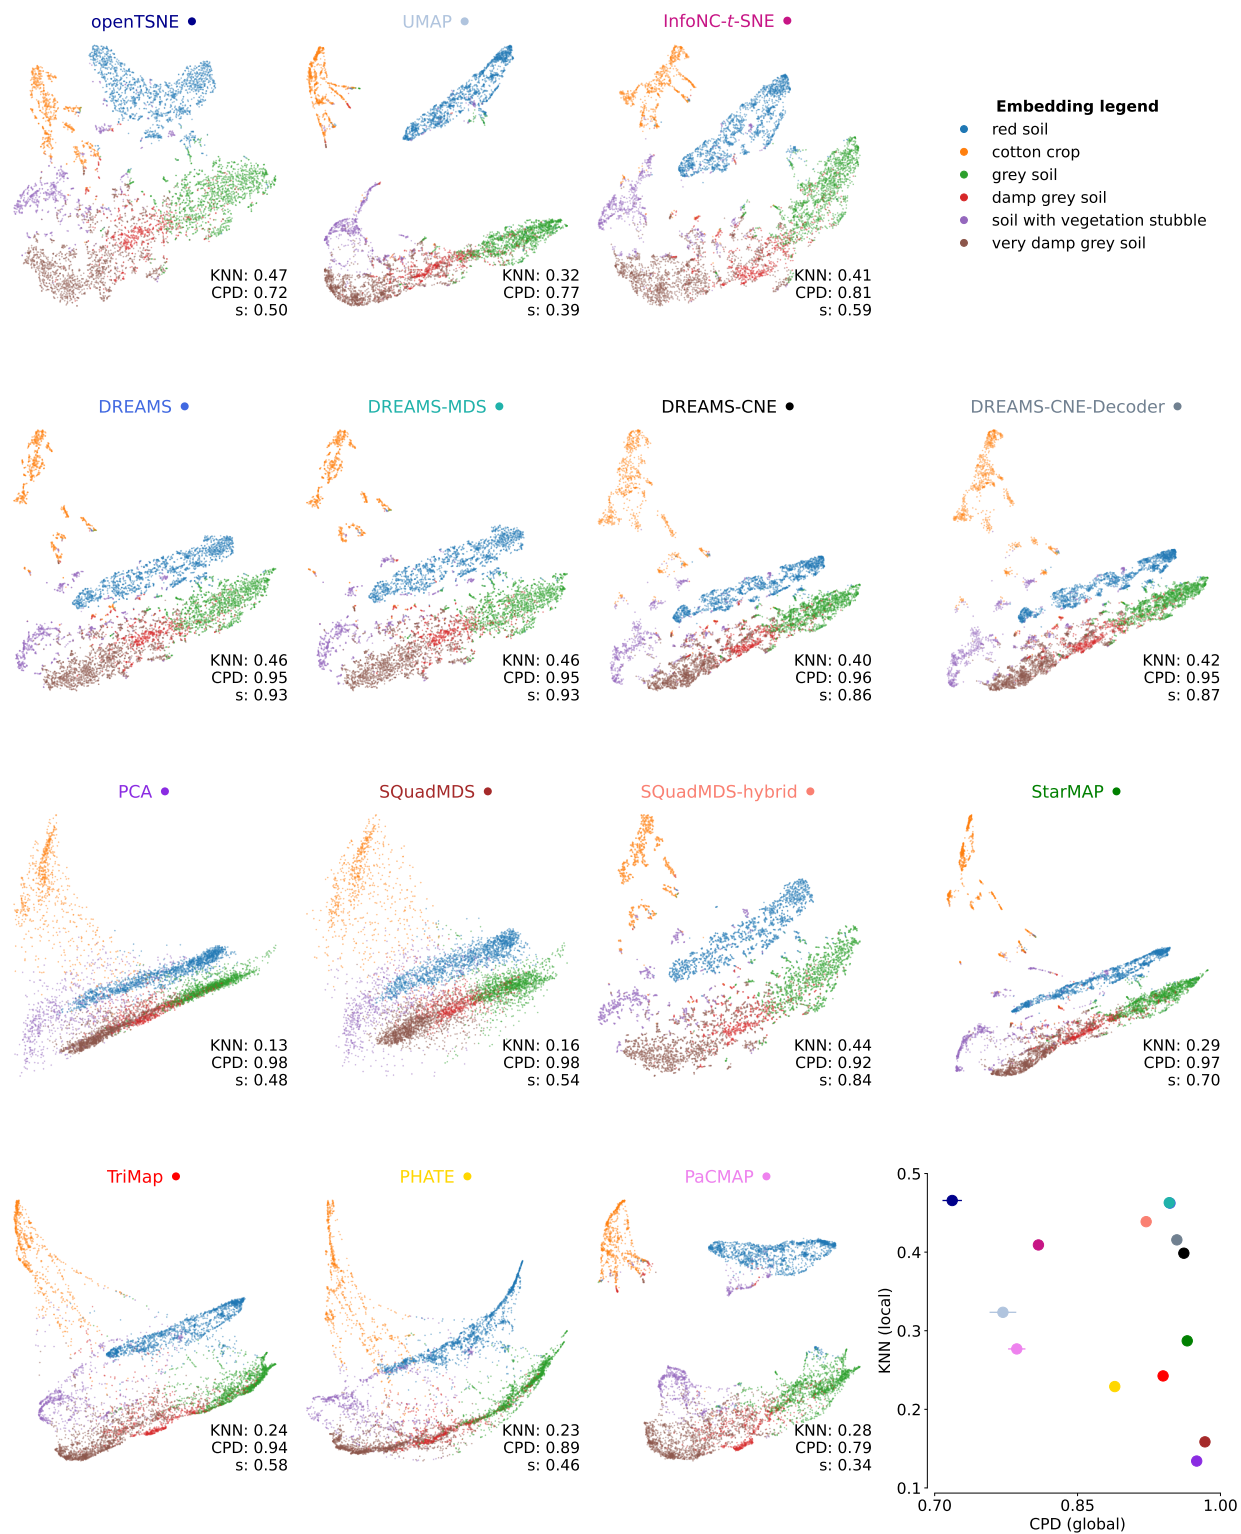 openTSNE
UMAP
InfoNC-t-SNE
Embedding legend
red soil
cotton crop
grey soil
damp grey soil
soil with vegetation stubble
very damp grey soil
KNN: 0.47
CPD: 0.72
s: 0.50
KNN: 0.32
CPD: 0.77
s: 0.39
KNN: 0.41
CPD: 0.81
s: 0.59
DREAMS
DREAMS-MDS
DREAMS-CNE
DREAMS-CNE-Decoder
KNN: 0.46
CPD: 0.95
s: 0.93
KNN: 0.46
CPD: 0.95
s: 0.93
KNN: 0.40
CPD: 0.96
s: 0.86
KNN: 0.42
CPD: 0.95
s: 0.87
PCA
SQuadMDS
SQuadMDS-hybrid
StarMAP
KNN: 0.13
CPD: 0.98
s: 0.48
KNN: 0.16
CPD: 0.98
s: 0.54
KNN: 0.44
CPD: 0.92
s: 0.84
KNN: 0.29
CPD: 0.97
s: 0.70
TriMap
PHATE
PaCMAP
KNN: 0.24
CPD: 0.94
s: 0.58
KNN: 0.23
CPD: 0.89
s: 0.46
KNN: 0.28
CPD: 0.79
s: 0.34
KNN (local)
0.5
0.4
0.3
0.2
0.1
0.70
0.85
1.00
CPD (global)